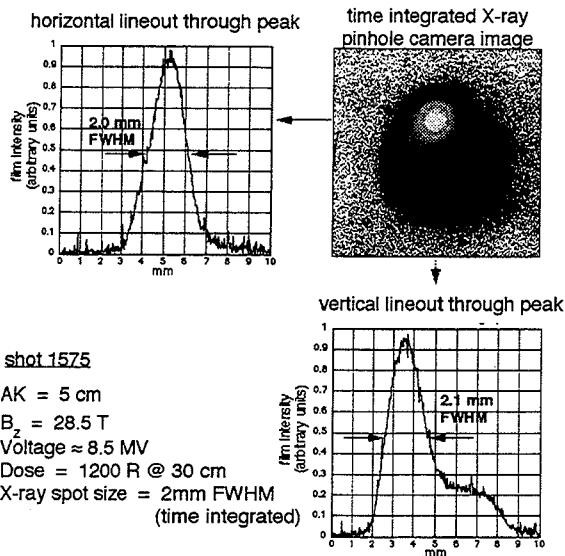 horizontal lineout through peak
time integrated X-ray
pinhole camera image
film intensity
(arbitrary units)
1
0.9
0.8
0.7
0.6
0.5
0.4
0.3
0.2
0.1
0
2.0 mm
FWHM
0 1 2 3 4 5 6 7 8 9 10
mm
vertical lineout through peak
film intensity
(arbitrary units)
1
0.9
0.8
0.7
0.6
0.5
0.4
0.3
0.2
0.1
0
2.1 mm
FWHM
0 1 2 3 4 5 6 7 8 9 10
mm
shot 1575
AK = 5 cm
Bz = 28.5 T
Voltage ≈ 8.5 MV
Dose = 1200 R @ 30 cm
X-ray spot size = 2mm FWHM
(time integrated)